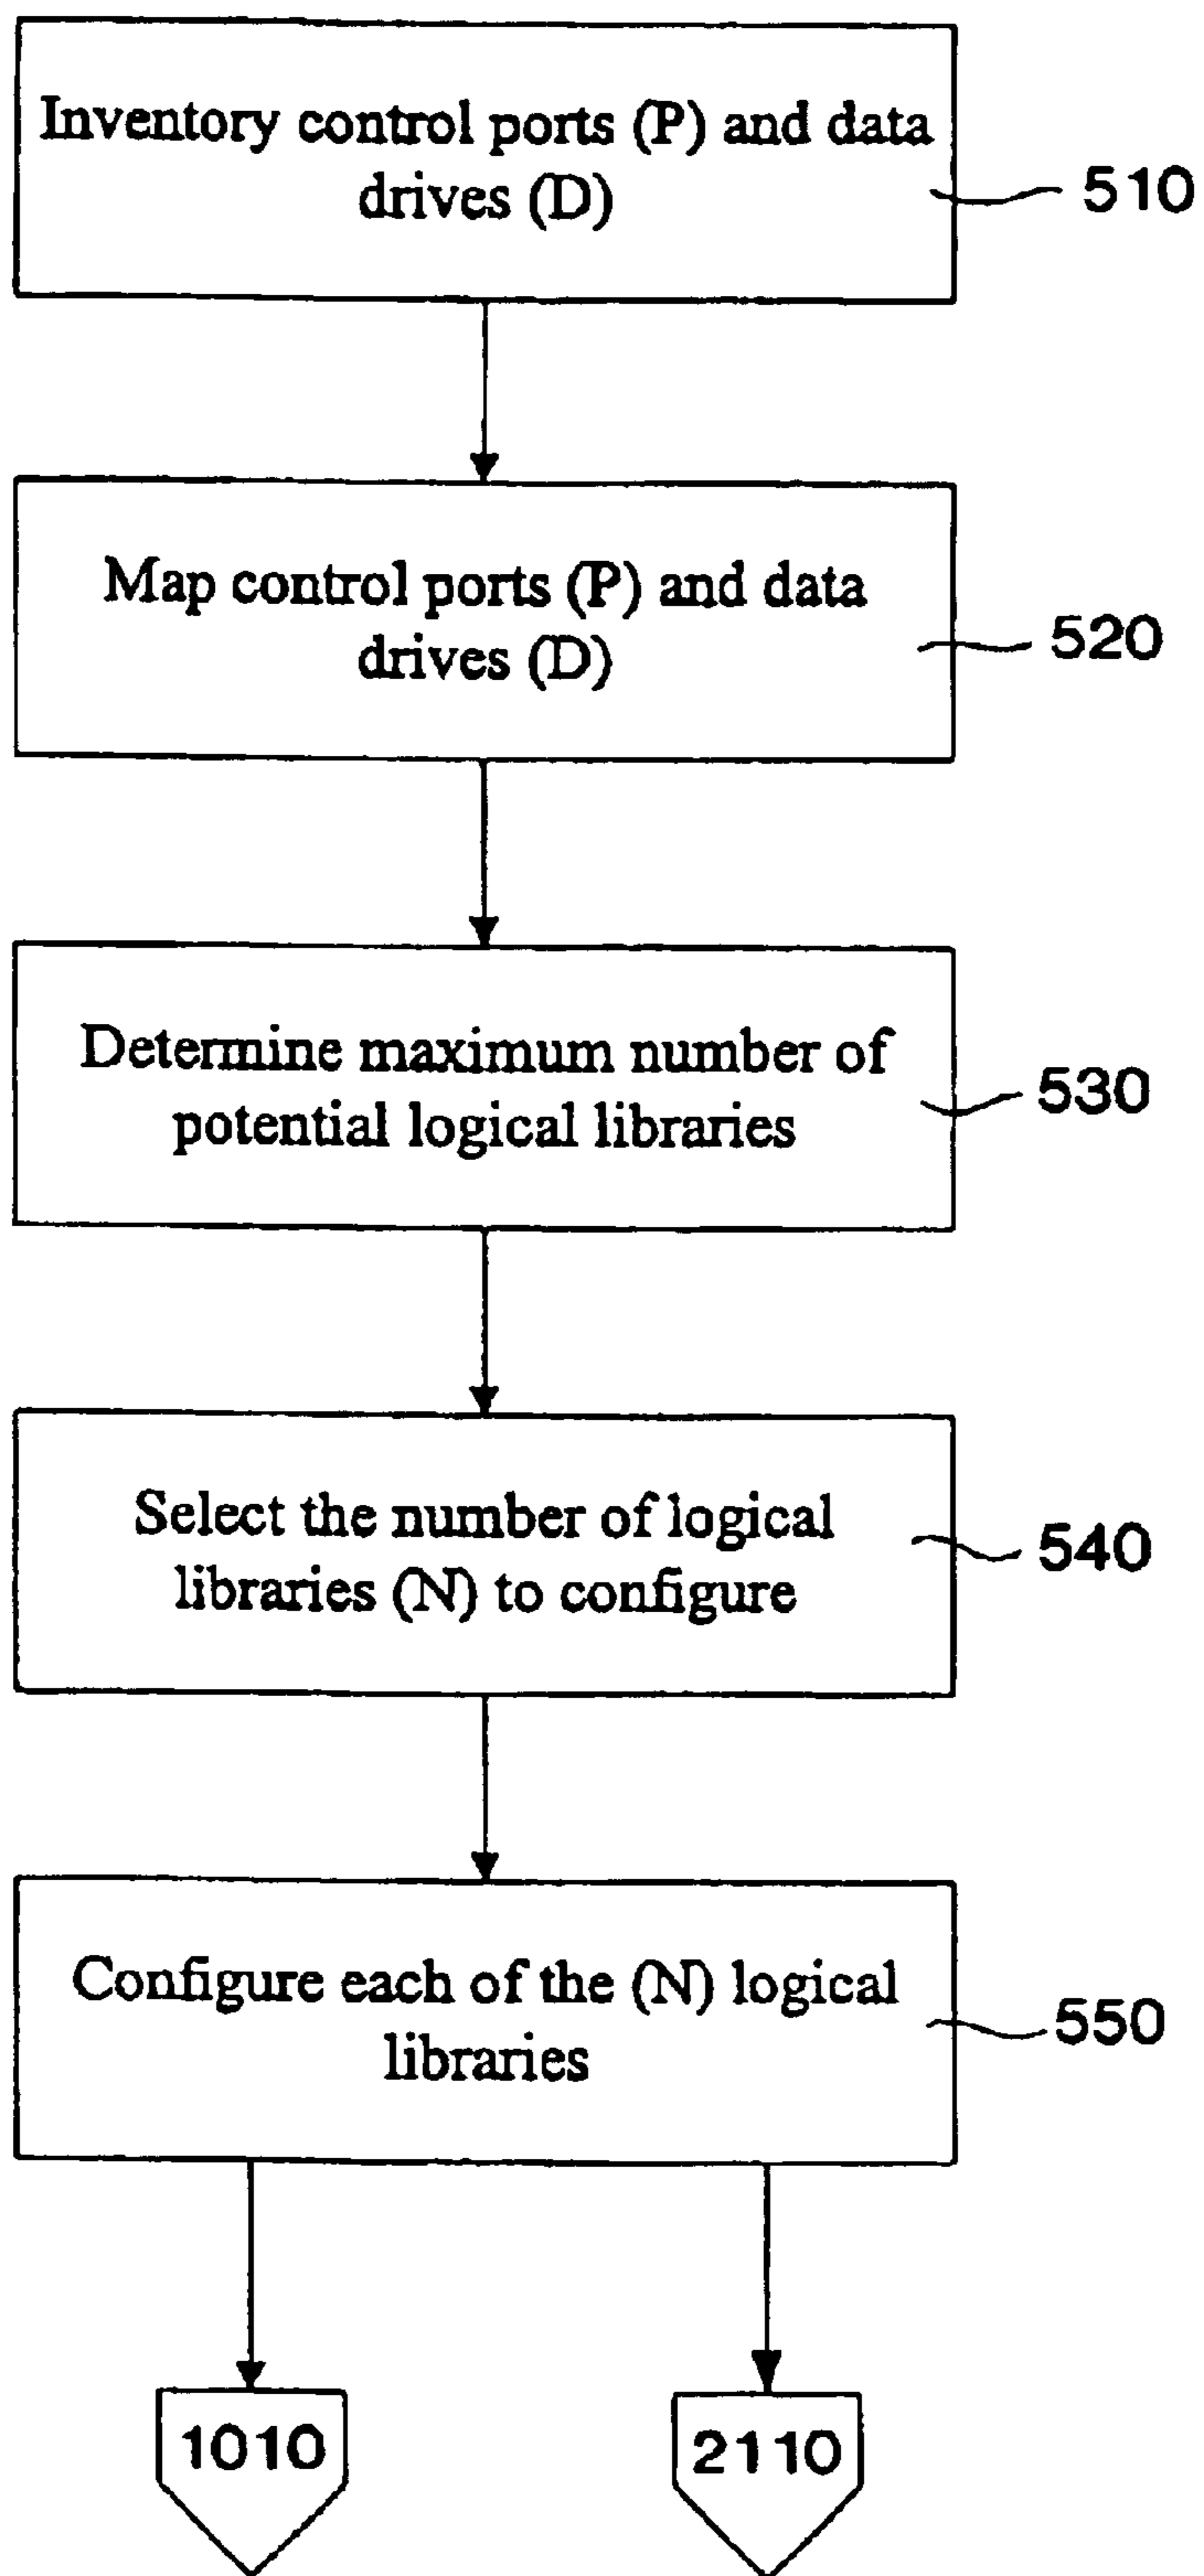 Inventory control ports (P) and data
drives (D)
510
Map control ports (P) and data
drives (D)
520
Determine maximum number of
potential logical libraries
530
Select the number of logical
libraries (N) to configure
540
Configure each of the (N) logical
libraries
550
1010
2110